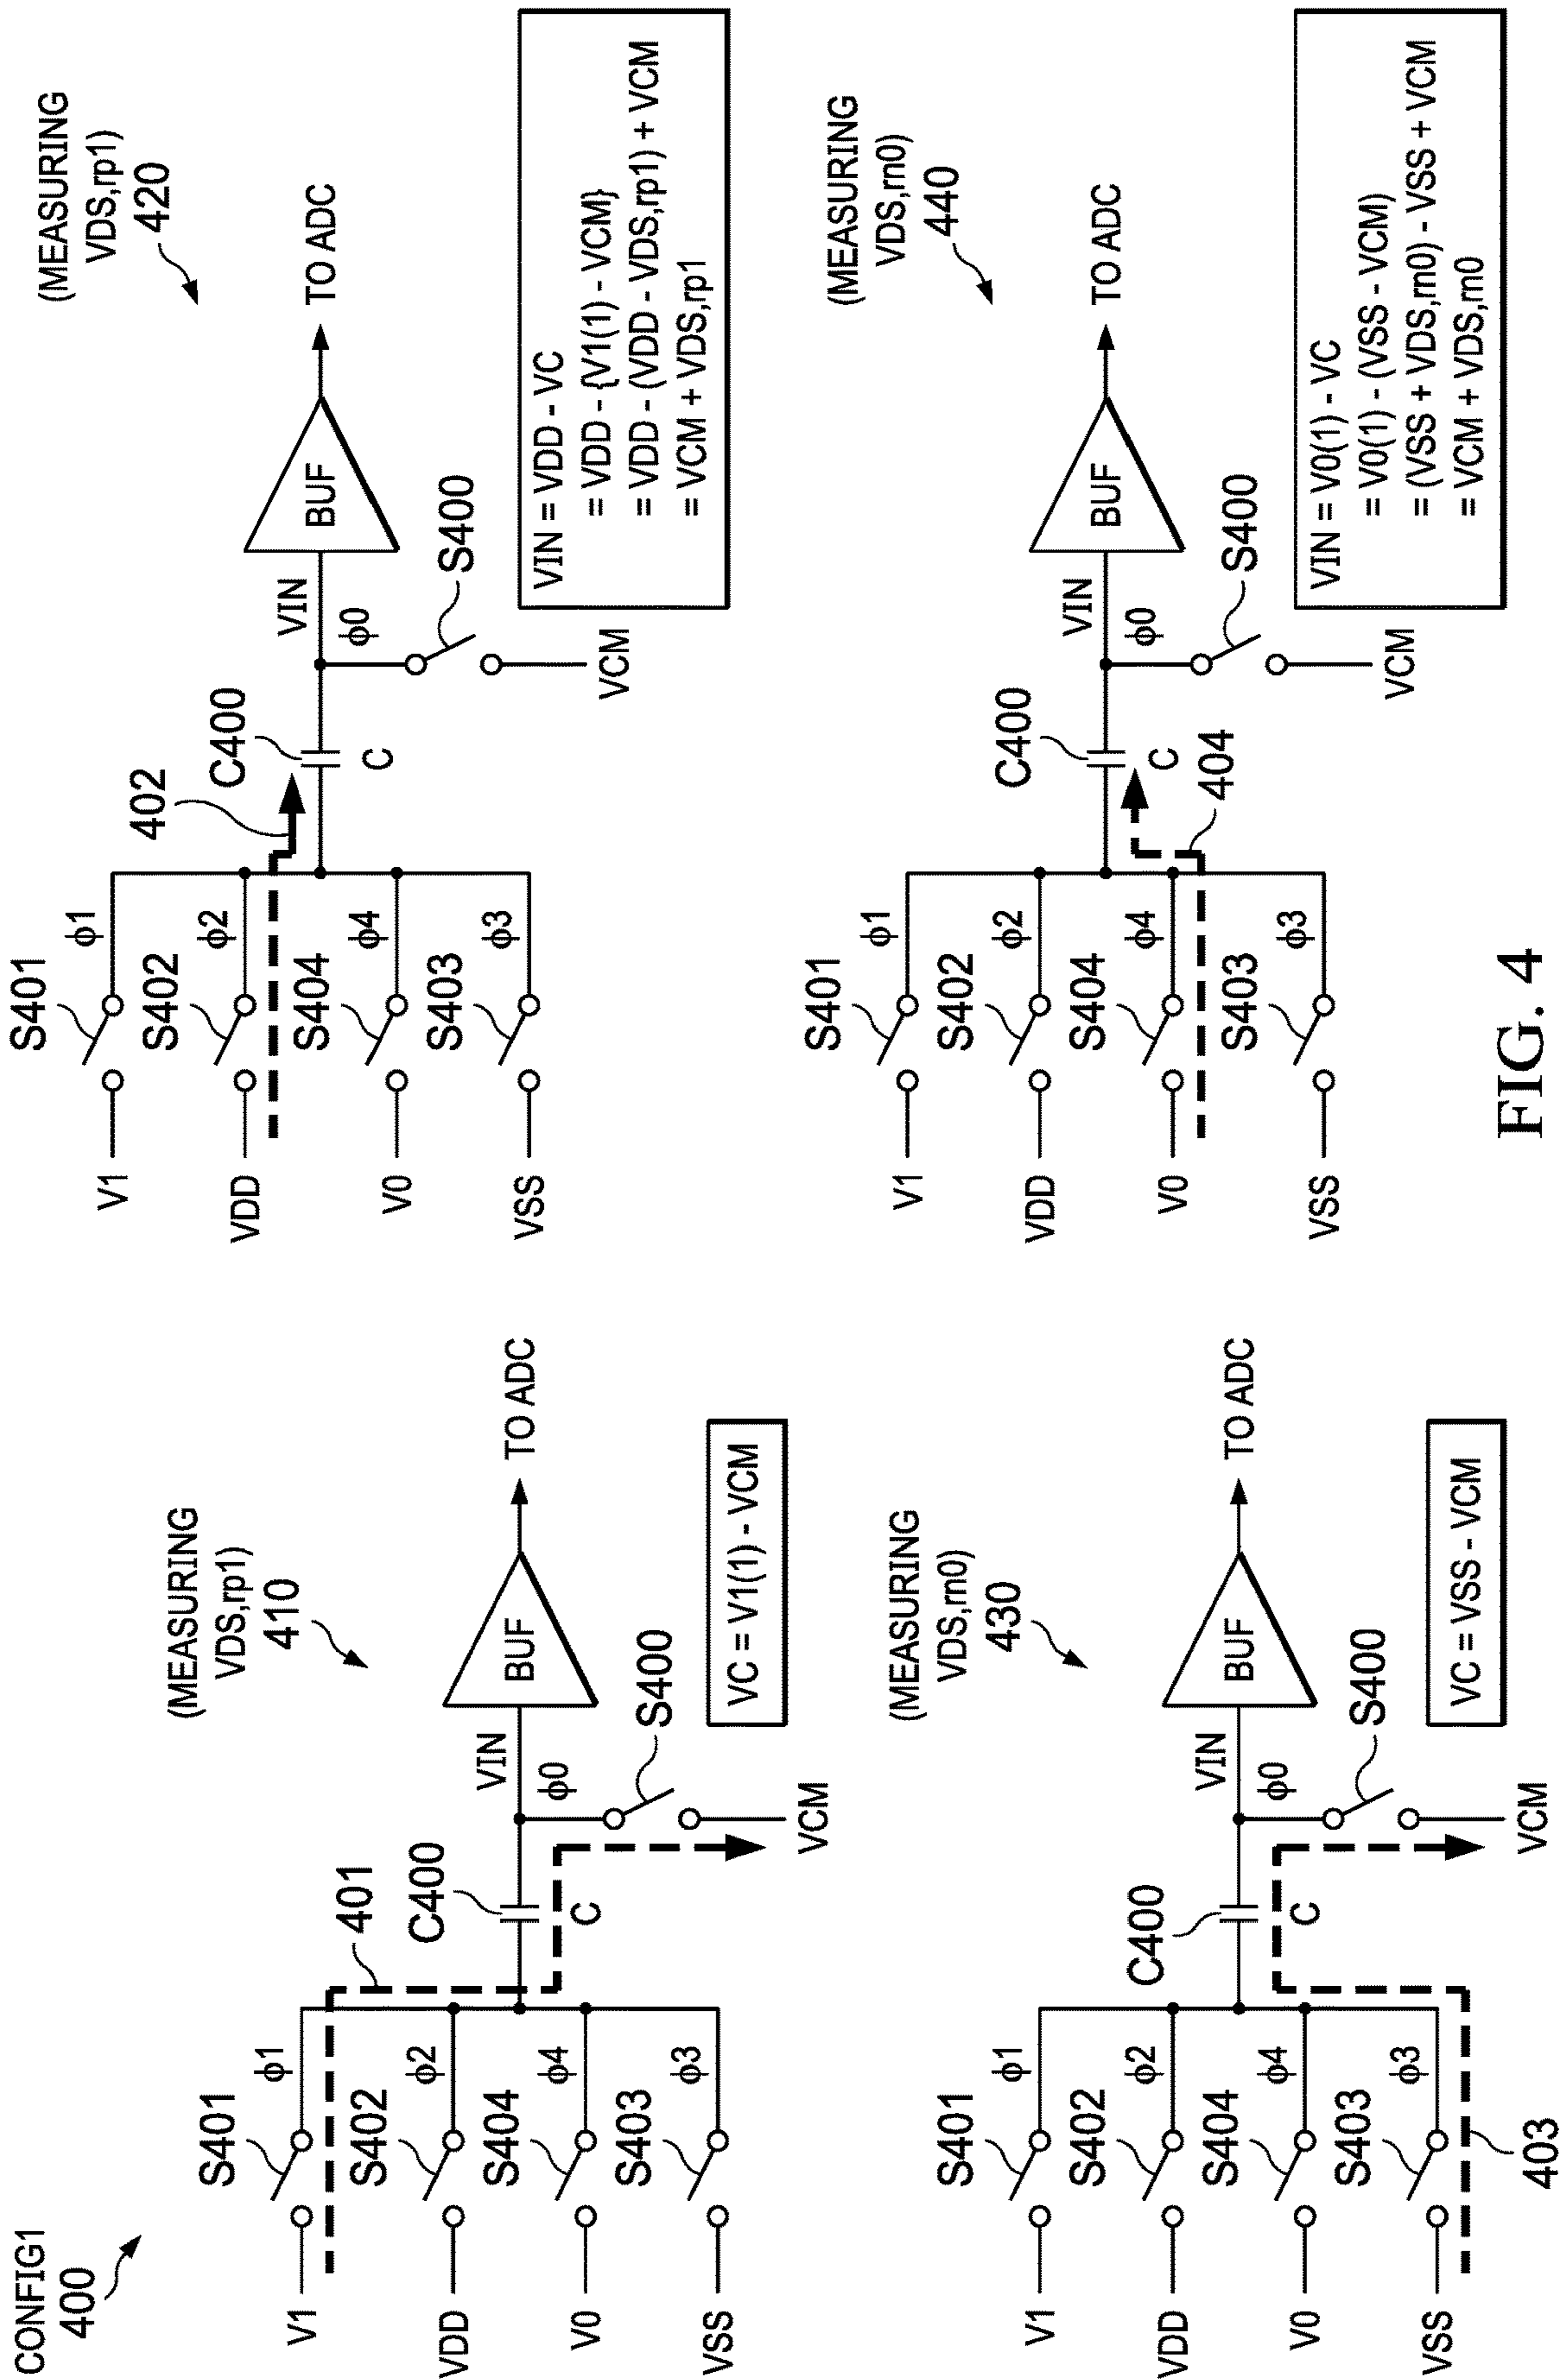 CONFIG1
400
(MEASURING
VDS,rp1)
410
V1
S401
ϕ1
401
VDD
S402
ϕ2
V0
S404
ϕ4
VSS
S403
ϕ3
C400
C
VIN
ϕ0
S400
VCM
BUF
TO ADC
VC = V1(1) - VCM
(MEASURING
VDS,rp1)
420
V1
S401
ϕ1
VDD
S402
ϕ2
402
V0
S404
ϕ4
VSS
S403
ϕ3
C400
C
VIN
ϕ0
S400
VCM
BUF
TO ADC
VIN = VDD - VC
= VDD - {V1(1) - VCM}
= VDD - (VDD - VDS,rp1) + VCM
= VCM + VDS,rp1
(MEASURING
VDS,rn0)
430
V1
S401
ϕ1
VDD
S402
ϕ2
V0
S404
ϕ4
VSS
S403
ϕ3
403
C400
C
VIN
ϕ0
S400
VCM
BUF
TO ADC
VC = VSS - VCM
(MEASURING
VDS,rn0)
440
V1
S401
ϕ1
VDD
S402
ϕ2
V0
S404
ϕ4
VSS
S403
ϕ3
404
C400
C
VIN
ϕ0
S400
VCM
BUF
TO ADC
VIN = V0(1) - VC
= V0(1) - (VSS - VCM)
= (VSS + VDS,rn0) - VSS + VCM
= VCM + VDS,rn0
FIG. 4